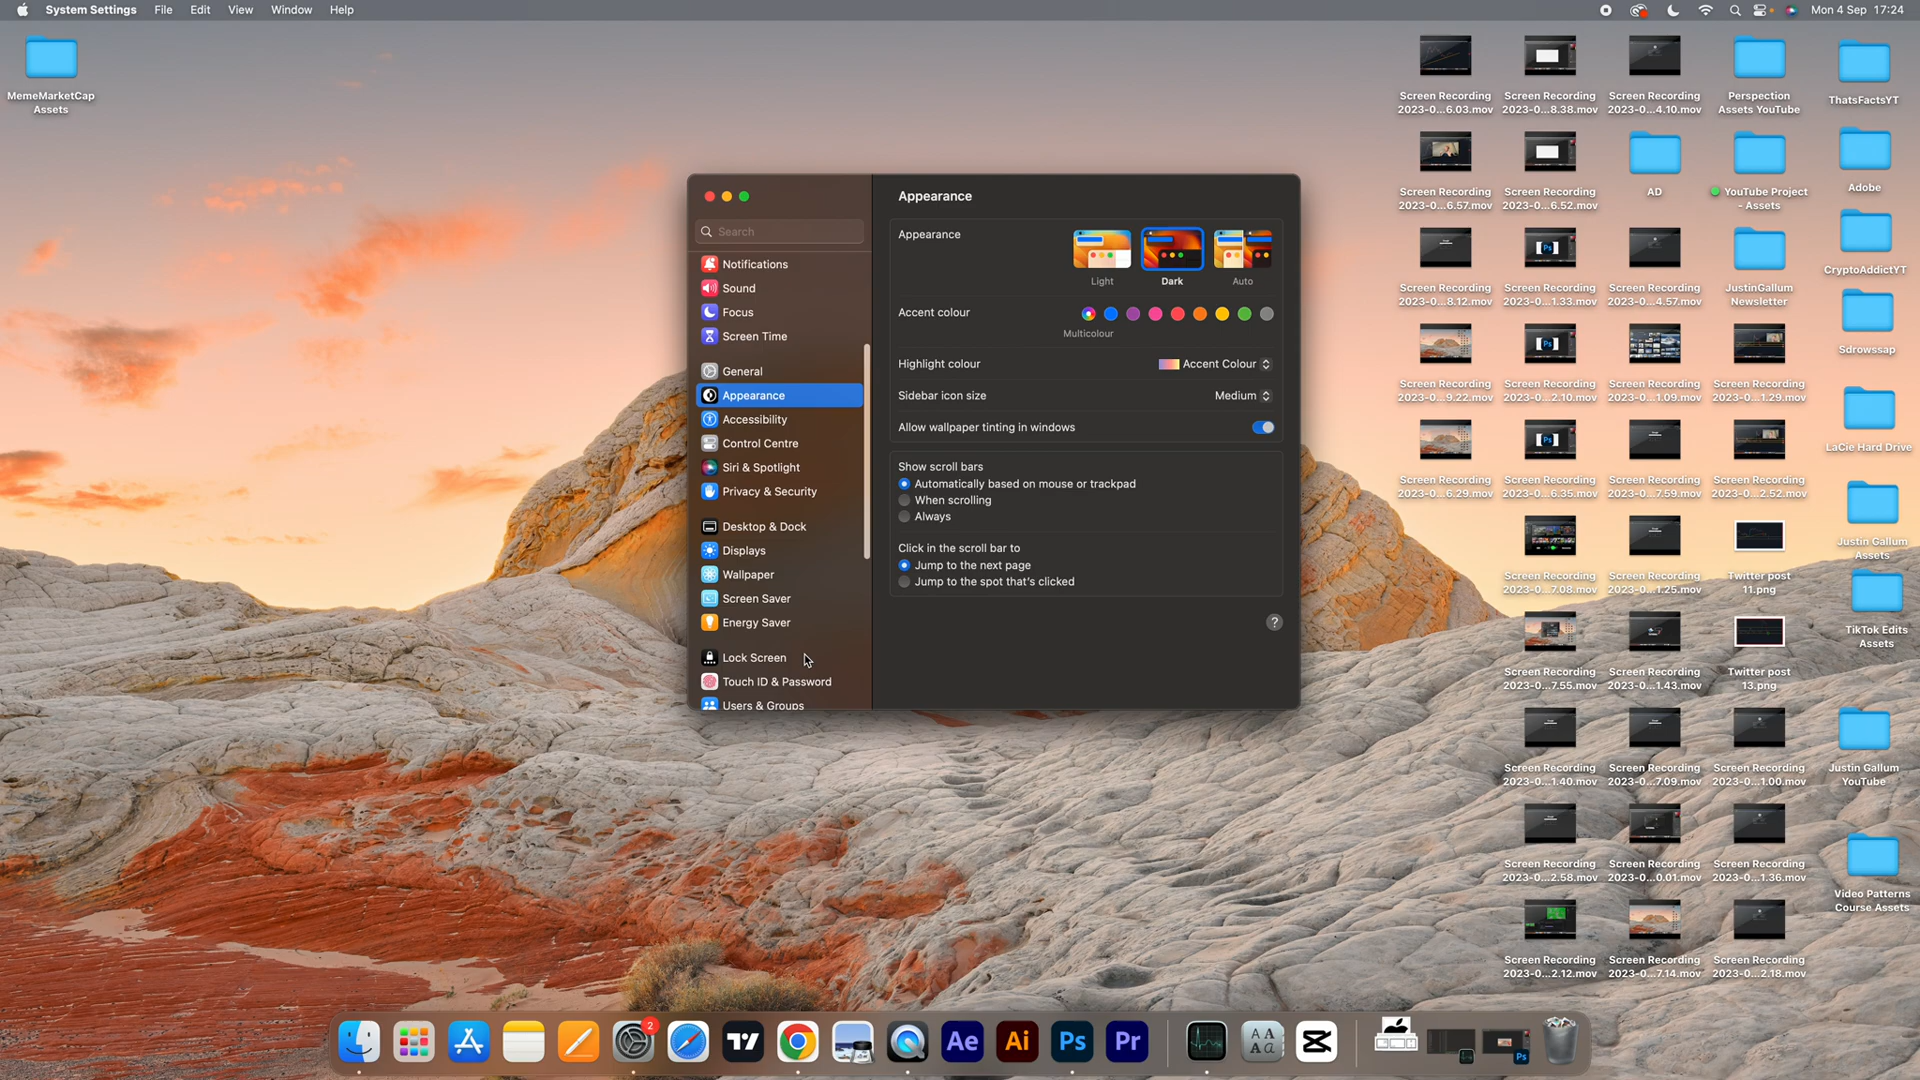 System Settings File Edit View Window Help
Mon 4 Sep 17:24
MemeMarketCap
Assets
Screen Recording
2023-0...6.03.mov
Screen Recording
2023-0...8.38.mov
Screen Recording
2023-0...4.10.mov
Perspection
Assets YouTube
ThatsFactsYT
Screen Recording
2023-0...6.57.mov
Screen Recording
2023-0...6.52.mov
AD
YouTube Project
- Assets
Adobe
Screen Recording
2023-0...8.12.mov
Screen Recording
2023-0...1.33.mov
Screen Recording
2023-0...4.57.mov
JustinGallum
Newsletter
CryptoAddictYT
Screen Recording
2023-0...9.22.mov
Screen Recording
2023-0...2.10.mov
Screen Recording
2023-0...1.09.mov
Screen Recording
2023-0...1.29.mov
Sdrowssap
Screen Recording
2023-0...6.29.mov
Screen Recording
2023-0...6.35.mov
Screen Recording
2023-0...7.59.mov
Screen Recording
2023-0...2.52.mov
LaCie Hard Drive
Screen Recording
2023-0...7.08.mov
Screen Recording
2023-0...1.25.mov
Twitter post
11.png
Justin Gallum
Assets
Screen Recording
2023-0...7.55.mov
Screen Recording
2023-0...1.43.mov
Twitter post
13.png
TikTok Edits
Assets
Screen Recording
2023-0...1.40.mov
Screen Recording
2023-0...7.09.mov
Screen Recording
2023-0...1.00.mov
Justin Gallum
YouTube
Screen Recording
2023-0...2.58.mov
Screen Recording
2023-0...0.01.mov
Screen Recording
2023-0...1.36.mov
Video Patterns
Course Assets
Screen Recording
2023-0...2.12.mov
Screen Recording
2023-0...7.14.mov
Screen Recording
2023-0...2.18.mov
Search
Notifications
Sound
Focus
Screen Time
General
Appearance
Accessibility
Control Centre
Siri & Spotlight
Privacy & Security
Desktop & Dock
Displays
Wallpaper
Screen Saver
Energy Saver
Lock Screen
Touch ID & Password
Users & Groups
Appearance
Appearance
Light Dark Auto
Accent colour
Multicolour
Highlight colour Accent Colour
Sidebar icon size Medium
Allow wallpaper tinting in windows
Show scroll bars
Automatically based on mouse or trackpad
When scrolling
Always
Click in the scroll bar to
Jump to the next page
Jump to the spot that's clicked
?
2
Ae
Ai
Ps
Pr
A A
A a
Ps